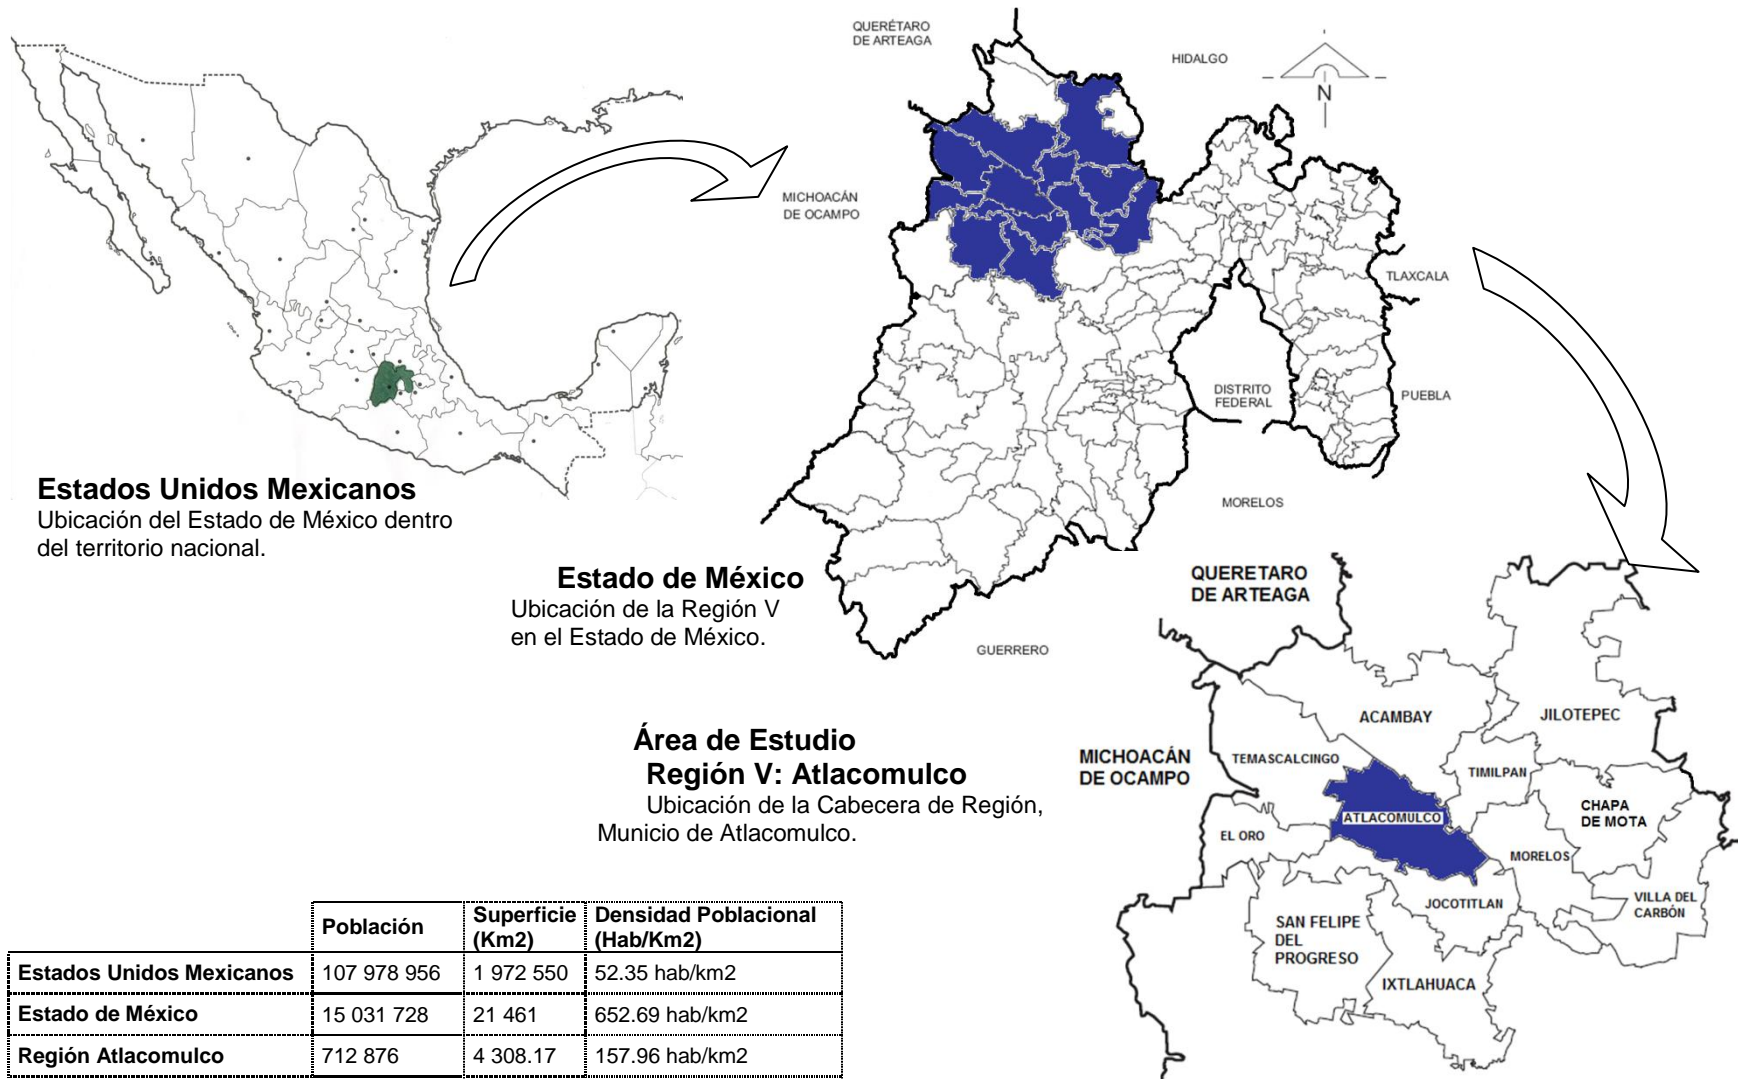 QUERÉTARO
DE ARTEAGA
HIDALGO
N
MICHOACÁN
DE OCAMPO
TLAXCALA
DISTRITO
FEDERAL
PUEBLA
MORELOS
GUERRERO
Estados Unidos Mexicanos
Ubicación del Estado de México dentro
del territorio nacional.
Estado de México
Ubicación de la Región V
en el Estado de México.
QUERETARO
DE ARTEAGA
ACAMBAY
JILOTEPEC
MICHOACÁN
DE OCAMPO
TEMASCALCINGO
TIMILPAN
CHAPA
DE MOTA
ATLACOMULCO
EL ORO
MORELOS
VILLA DEL
CARBÓN
JOCOTITLAN
SAN FELIPE
DEL
PROGRESO
IXTLAHUACA
Área de Estudio
Región V: Atlacomulco
Ubicación de la Cabecera de Región,
Municio de Atlacomulco.
Población Superficie (Km2) Densidad Poblacional (Hab/Km2)
Estados Unidos Mexicanos 107 978 956 1 972 550 52.35 hab/km2
Estado de México 15 031 728 21 461 652.69 hab/km2
Región Atlacomulco 712 876 4 308.17 157.96 hab/km2